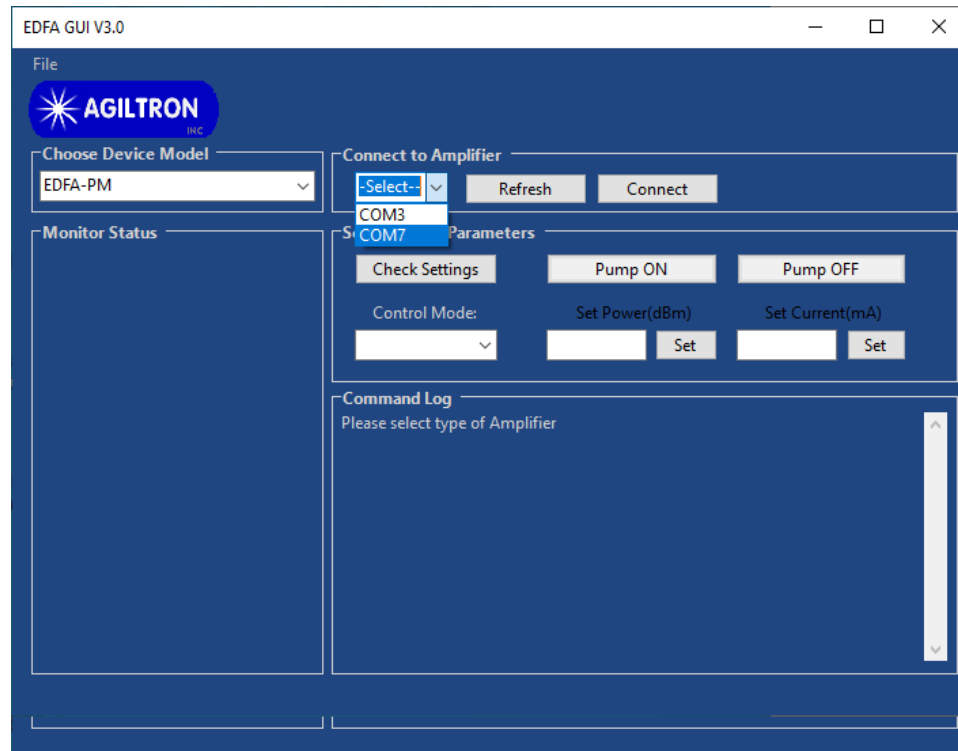 EDFA GUI V3.0
File
AGILTRON
INC
Choose Device Model
EDFA-PM
Connect to Amplifier
-Select--
Refresh
Connect
COM3
COM7
Monitor Status
S
Parameters
Check Settings
Pump ON
Pump OFF
Control Mode:
Set Power(dBm)
Set Current(mA)
Set
Set
Command Log
Please select type of Amplifier